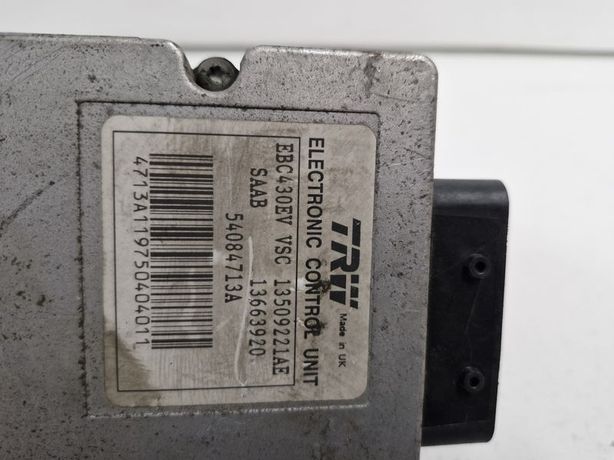 TRW Made in UK
ELECTRONIC CONTROL UNIT
EBC430EV VSC 13509221AE
SAAB 13663920
54084713A
4713A119750404011